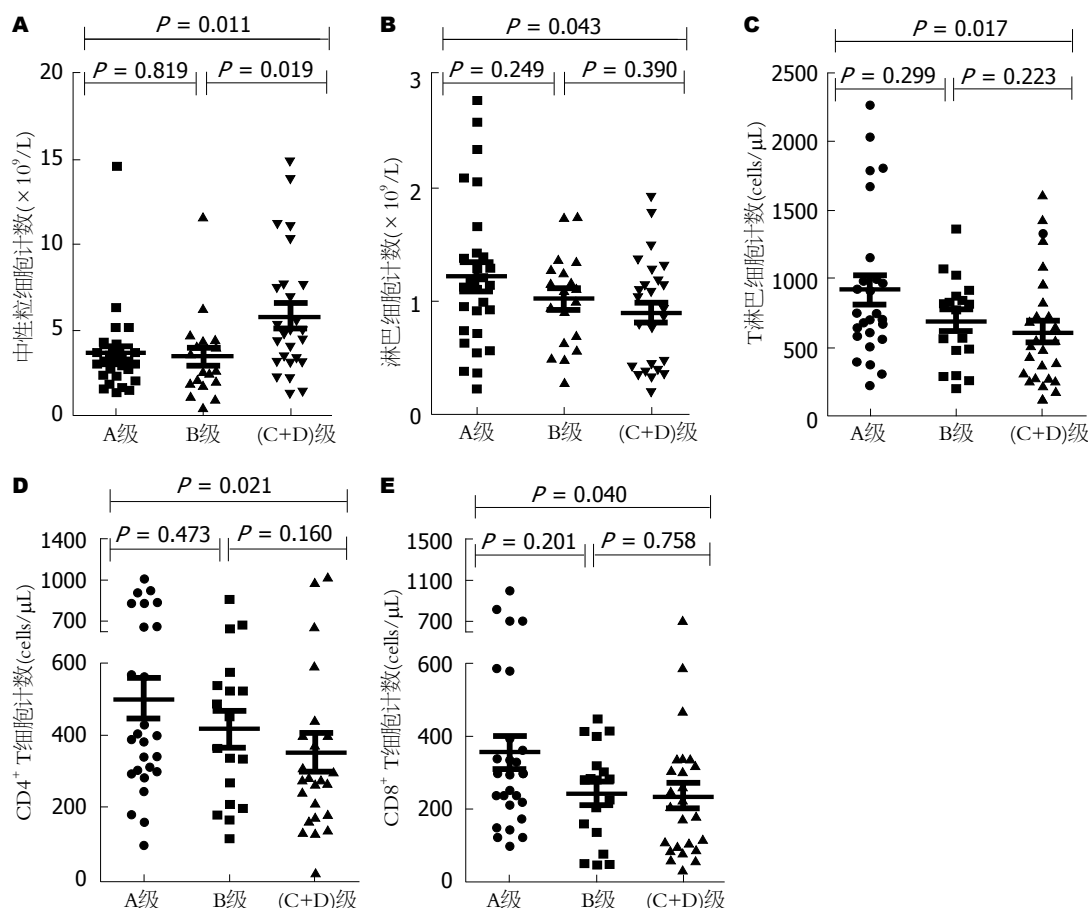 A
P = 0.011
P = 0.819
P = 0.019
中性粒细胞计数(×10⁹/L)
20
15
10
5
0
A级
B级
(C+D)级
B
P = 0.043
P = 0.249
P = 0.390
淋巴细胞计数(×10⁹/L)
3
2
1
0
A级
B级
(C+D)级
C
P = 0.017
P = 0.299
P = 0.223
T淋巴细胞计数(cells/μL)
2500
2000
1500
1000
500
0
A级
B级
(C+D)级
D
P = 0.021
P = 0.473
P = 0.160
CD4⁺ T细胞计数(cells/μL)
1400
1000
700
600
400
200
0
A级
B级
(C+D)级
E
P = 0.040
P = 0.201
P = 0.758
CD8⁺ T细胞计数(cells/μL)
1500
1100
700
600
400
200
0
A级
B级
(C+D)级